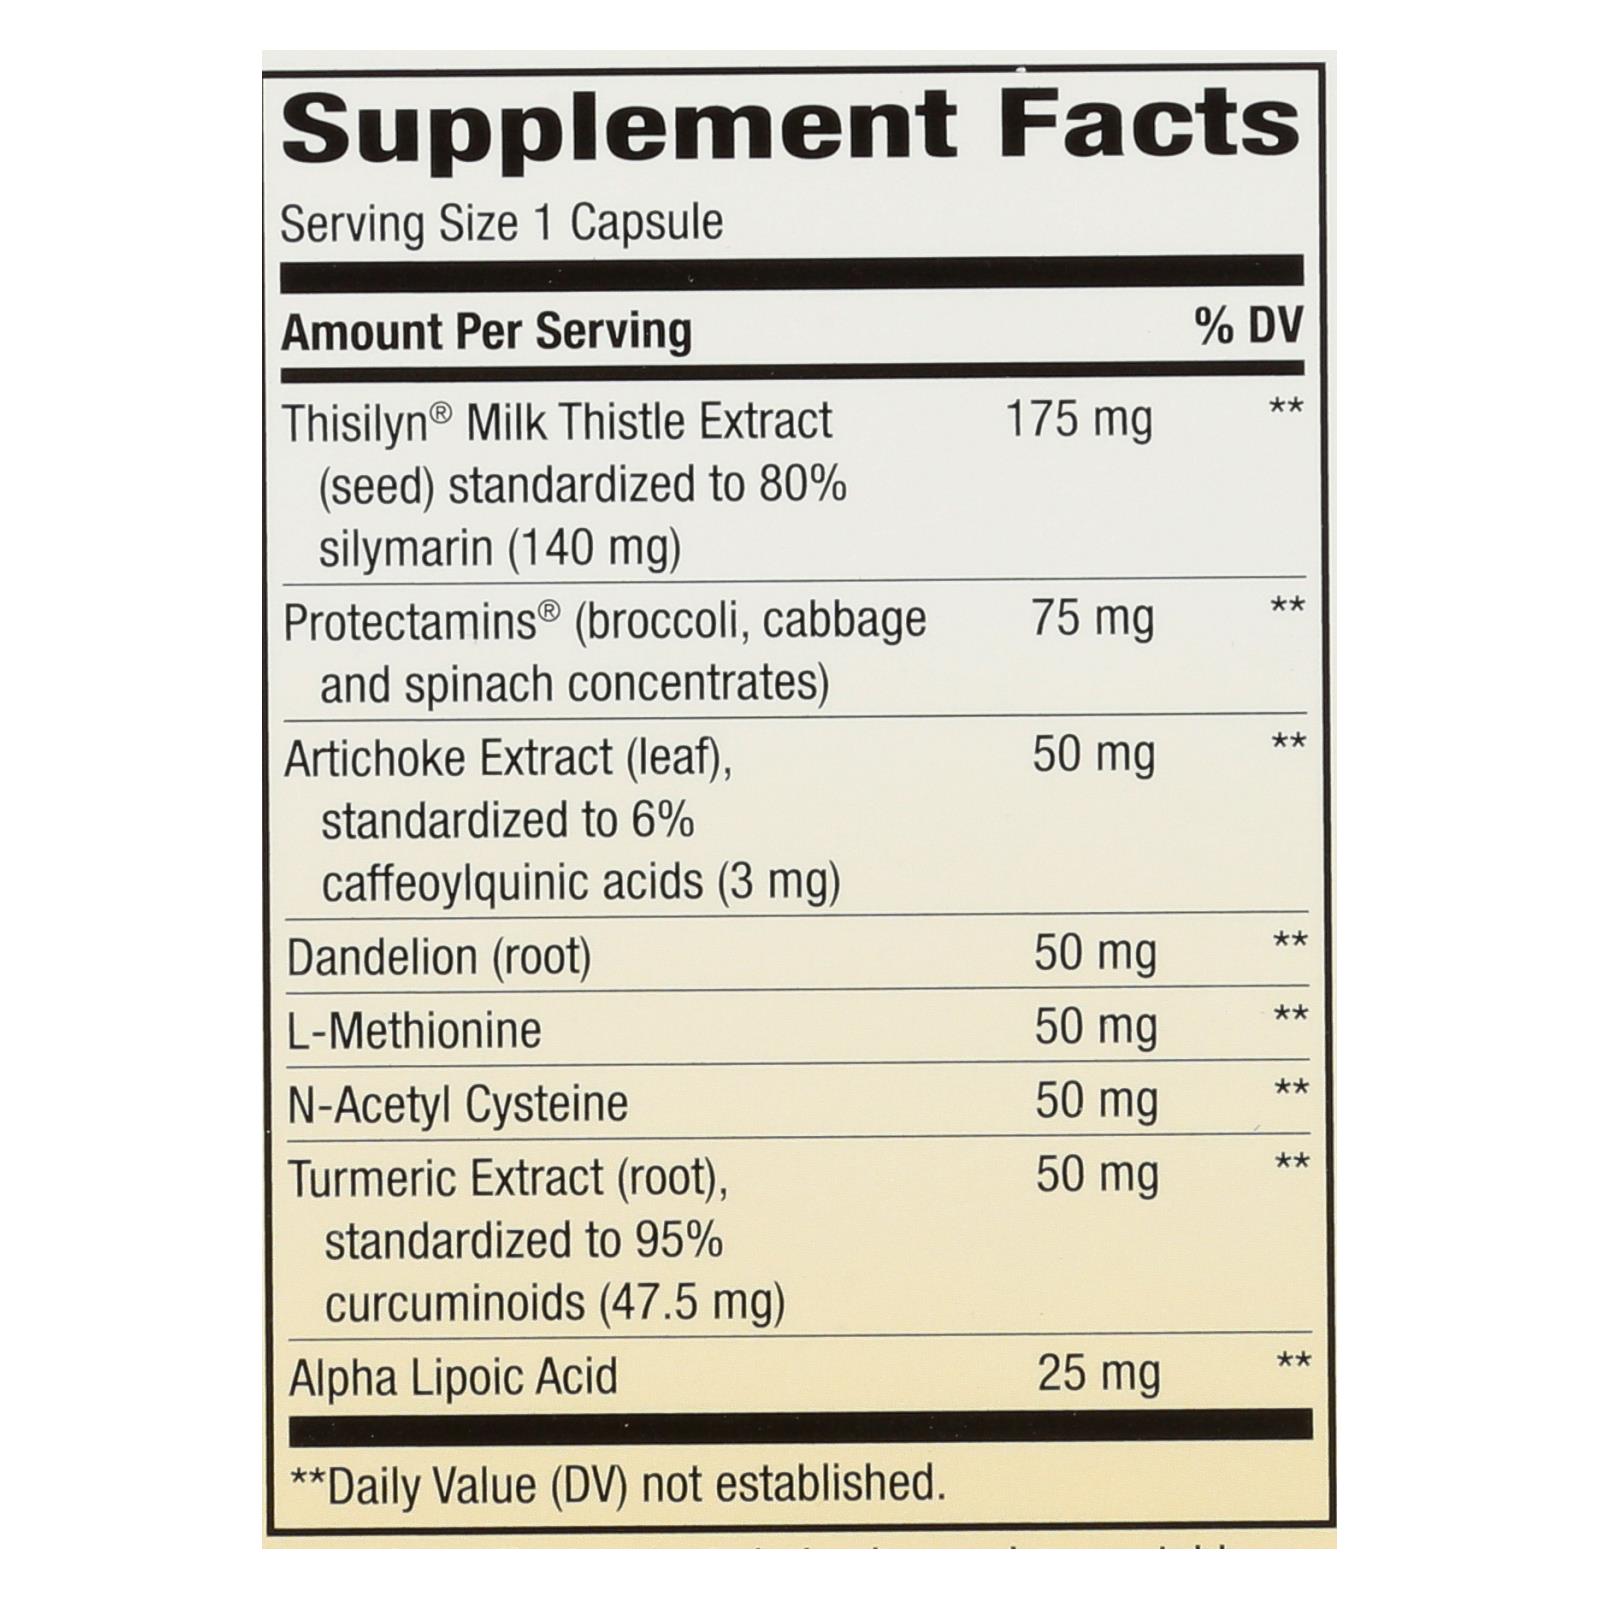 Supplement Facts
Serving Size 1 Capsule
Amount Per Serving % DV
Thisilyn® Milk Thistle Extract 175 mg **
(seed) standardized to 80%
silymarin (140 mg)
Protectamins® (broccoli, cabbage 75 mg **
and spinach concentrates)
Artichoke Extract (leaf), 50 mg **
standardized to 6%
caffeoylquinic acids (3 mg)
Dandelion (root) 50 mg **
L-Methionine 50 mg **
N-Acetyl Cysteine 50 mg **
Turmeric Extract (root), 50 mg **
standardized to 95%
curcuminoids (47.5 mg)
Alpha Lipoic Acid 25 mg **
**Daily Value (DV) not established.